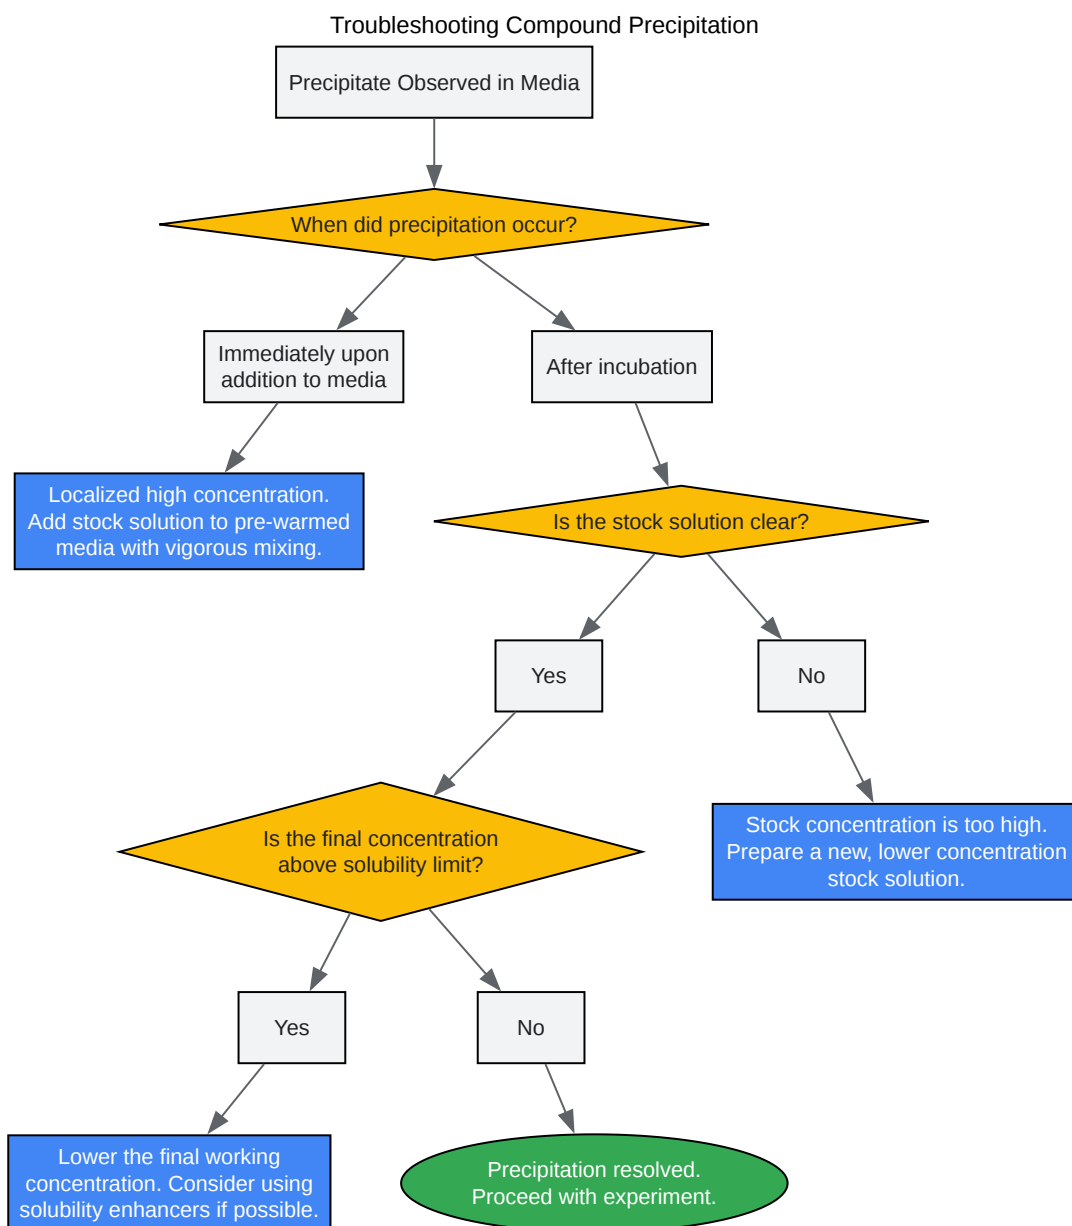 Troubleshooting Compound Precipitation
Precipitate Observed in Media
When did precipitation occur?
Immediately upon
addition to media
After incubation
Localized high concentration.
Add stock solution to pre-warmed
media with vigorous mixing.
Is the stock solution clear?
Yes
No
Is the final concentration
above solubility limit?
Stock concentration is too high.
Prepare a new, lower concentration
stock solution.
Yes
No
Lower the final working
concentration. Consider using
solubility enhancers if possible.
Precipitation resolved.
Proceed with experiment.